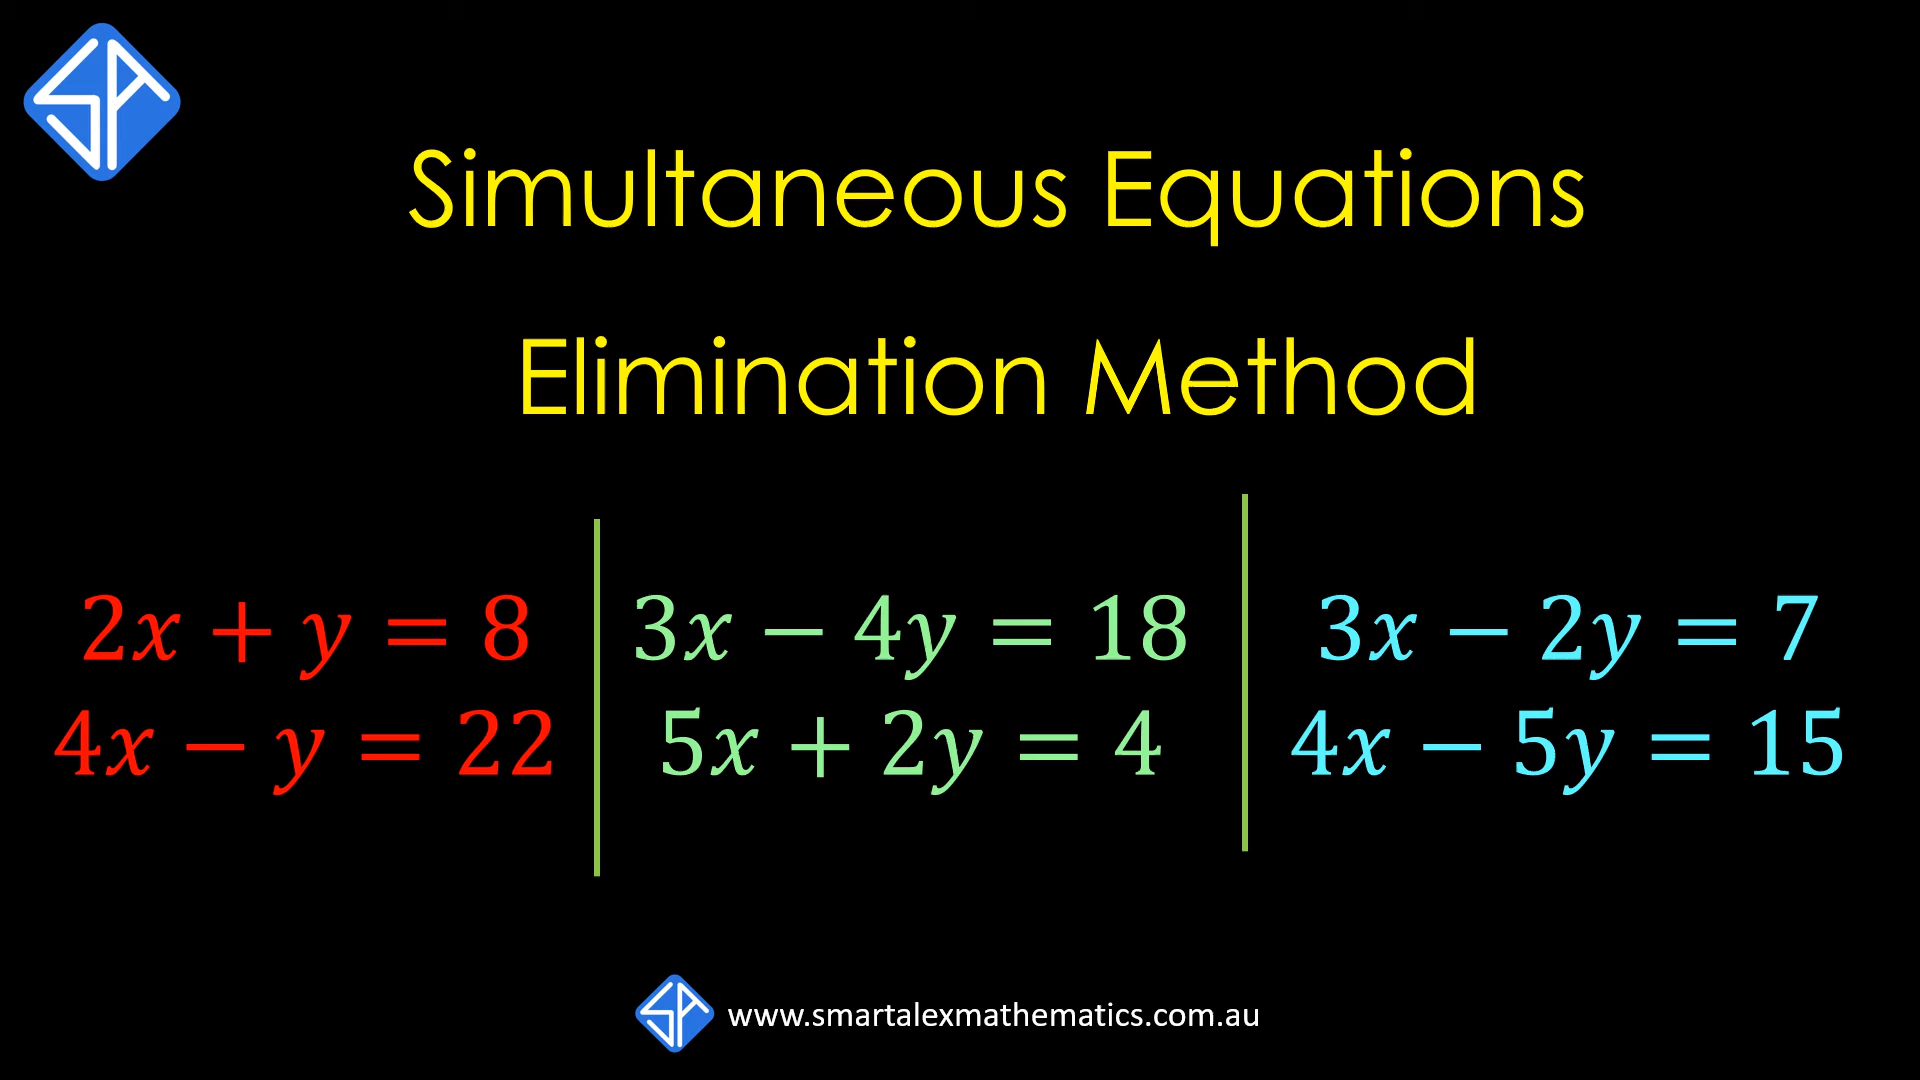 Simultaneous Equations
Elimination Method
2x + y = 8
4x − y = 22
3x − 4y = 18
5x + 2y = 4
3x − 2y = 7
4x − 5y = 15
www.smartalexmathematics.com.au